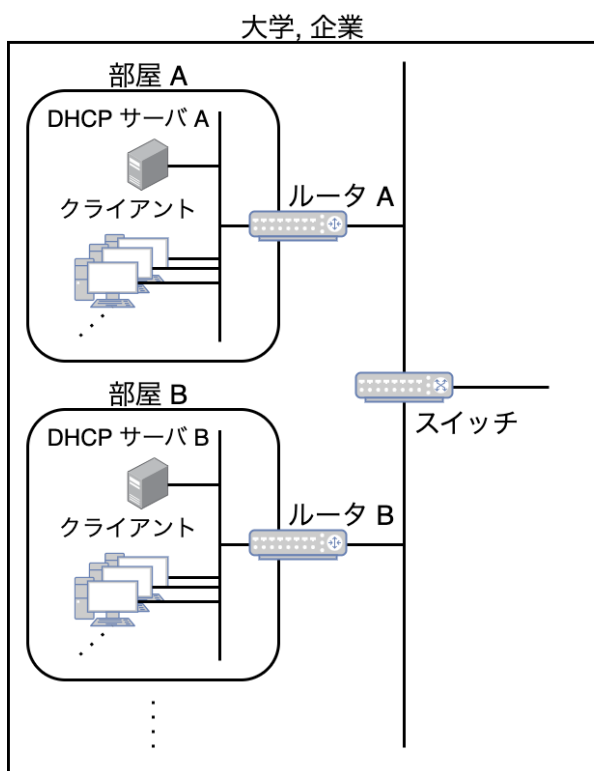 大学, 企業
部屋 A
DHCP サーバ A
クライアント
ルータ A
スイッチ
部屋 B
DHCP サーバ B
クライアント
ルータ B